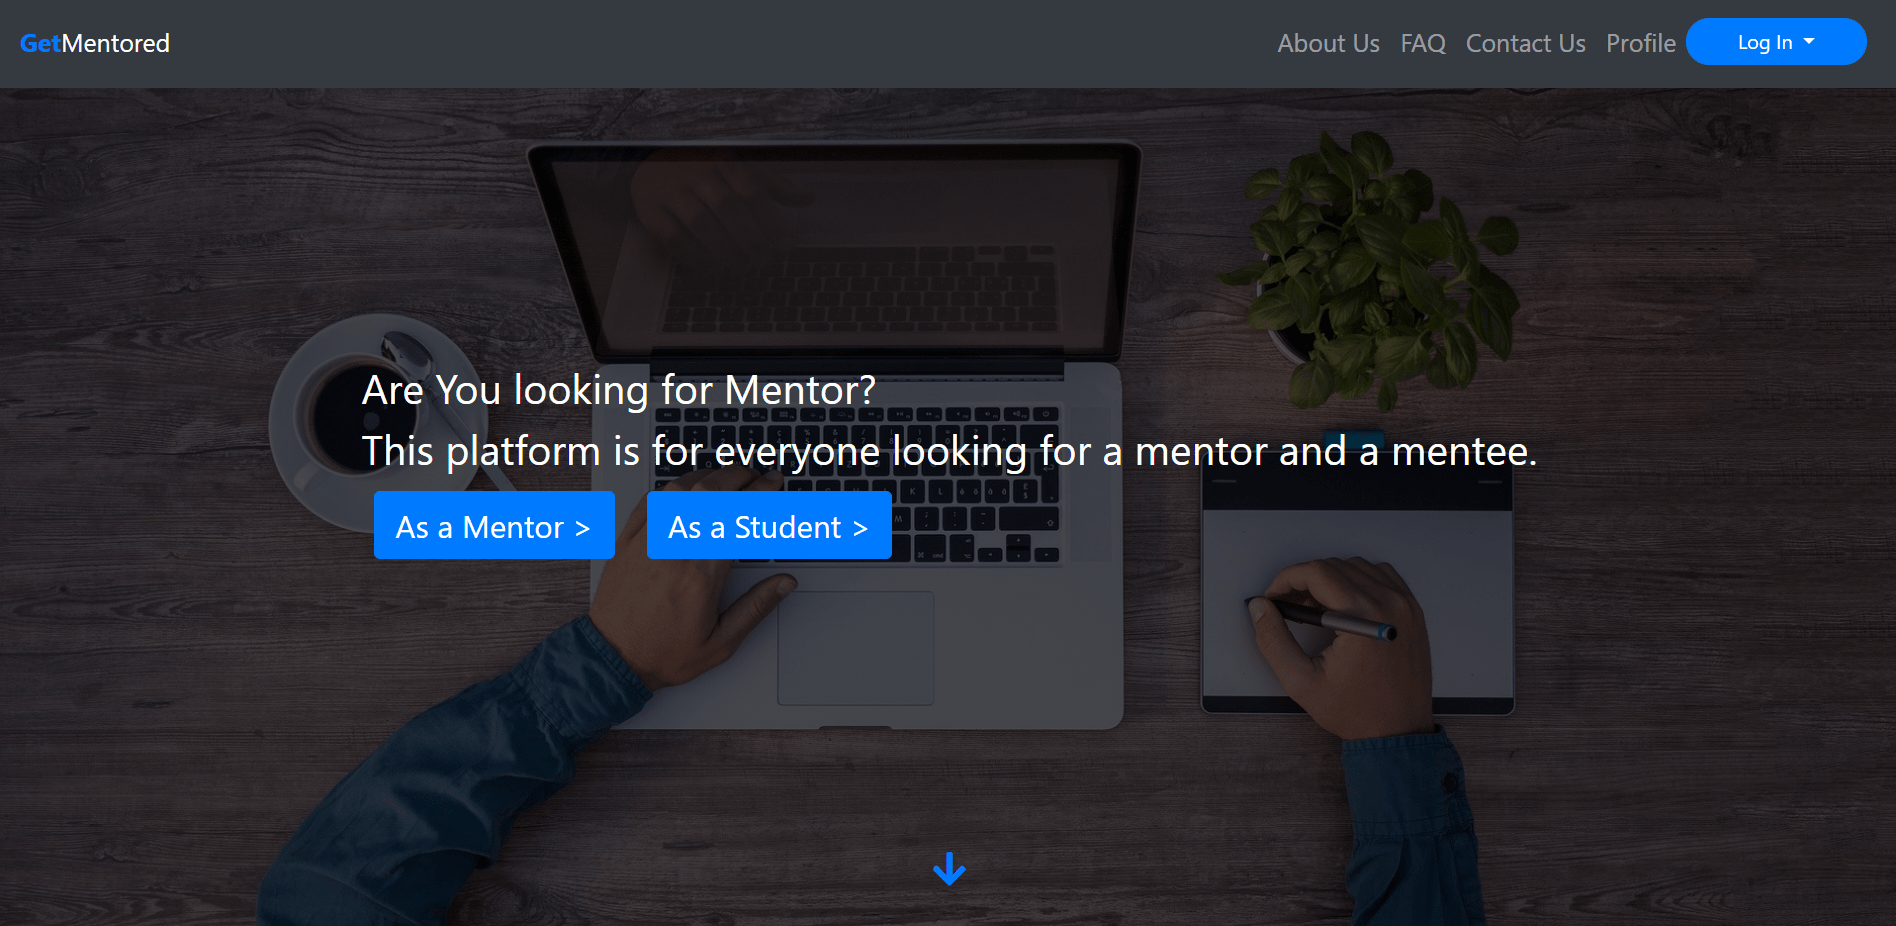 GetMentored
About Us FAQ Contact Us Profile Log In
Are You looking for Mentor?
This platform is for everyone looking for a mentor and a mentee.
As a Mentor > As a Student >